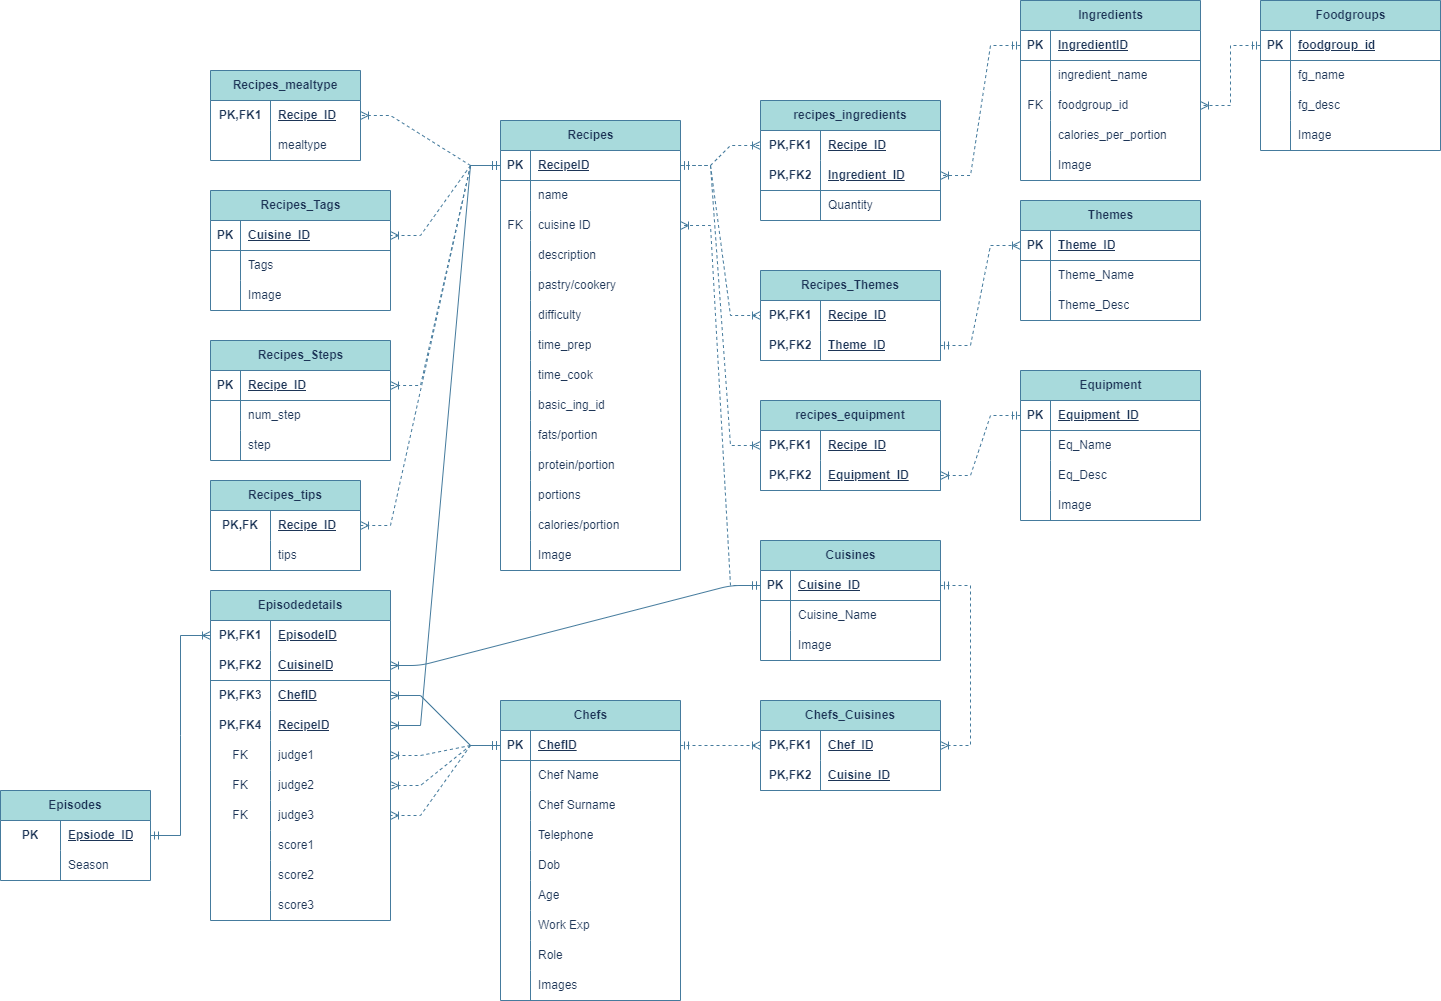 Ingredients
PK IngredientID
ingredient_name
FK foodgroup_id
calories_per_portion
Image
Foodgroups
PK foodgroup_id
fg_name
fg_desc
Image
Recipes_mealtype
PK,FK1 Recipe_ID
mealtype
Recipes
PK RecipeID
name
FK cuisine ID
description
pastry/cookery
difficulty
time_prep
time_cook
basic_ing_id
fats/portion
protein/portion
portions
calories/portion
Image
recipes_ingredients
PK,FK1 Recipe_ID
PK,FK2 Ingredient_ID
Quantity
Recipes_Tags
PK Cuisine_ID
Tags
Image
Themes
PK Theme_ID
Theme_Name
Theme_Desc
Recipes_Themes
PK,FK1 Recipe_ID
PK,FK2 Theme_ID
Recipes_Steps
PK Recipe_ID
num_step
step
Equipment
PK Equipment_ID
Eq_Name
Eq_Desc
Image
recipes_equipment
PK,FK1 Recipe_ID
PK,FK2 Equipment_ID
Recipes_tips
PK,FK Recipe_ID
tips
Cuisines
PK Cuisine_ID
Cuisine_Name
Image
Episodedetails
PK,FK1 EpisodeID
PK,FK2 CuisineID
PK,FK3 ChefID
PK,FK4 RecipeID
FK judge1
FK judge2
FK judge3
score1
score2
score3
Chefs
PK ChefID
Chef Name
Chef Surname
Telephone
Dob
Age
Work Exp
Role
Images
Chefs_Cuisines
PK,FK1 Chef_ID
PK,FK2 Cuisine_ID
Episodes
PK Epsiode_ID
Season